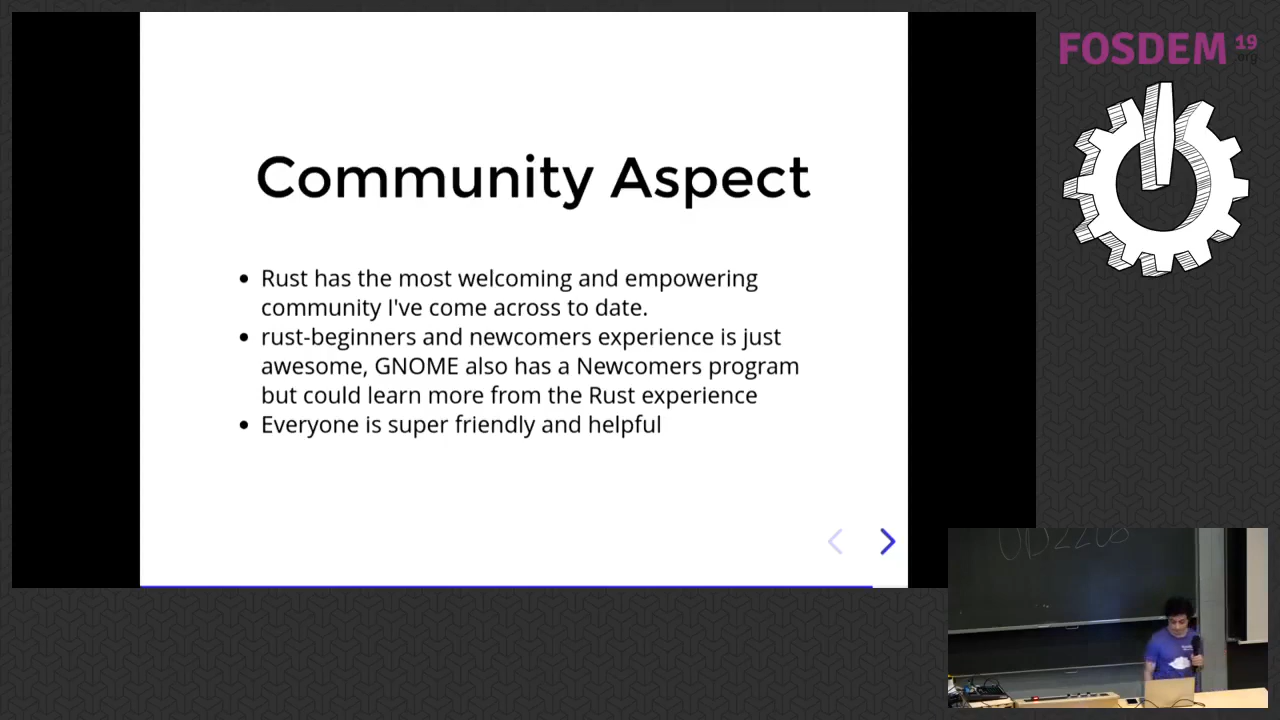 FOSDEM 19
.org
Community Aspect
Rust has the most welcoming and empowering
community I've come across to date.
rust-beginners and newcomers experience is just
awesome, GNOME also has a Newcomers program
but could learn more from the Rust experience
Everyone is super friendly and helpful